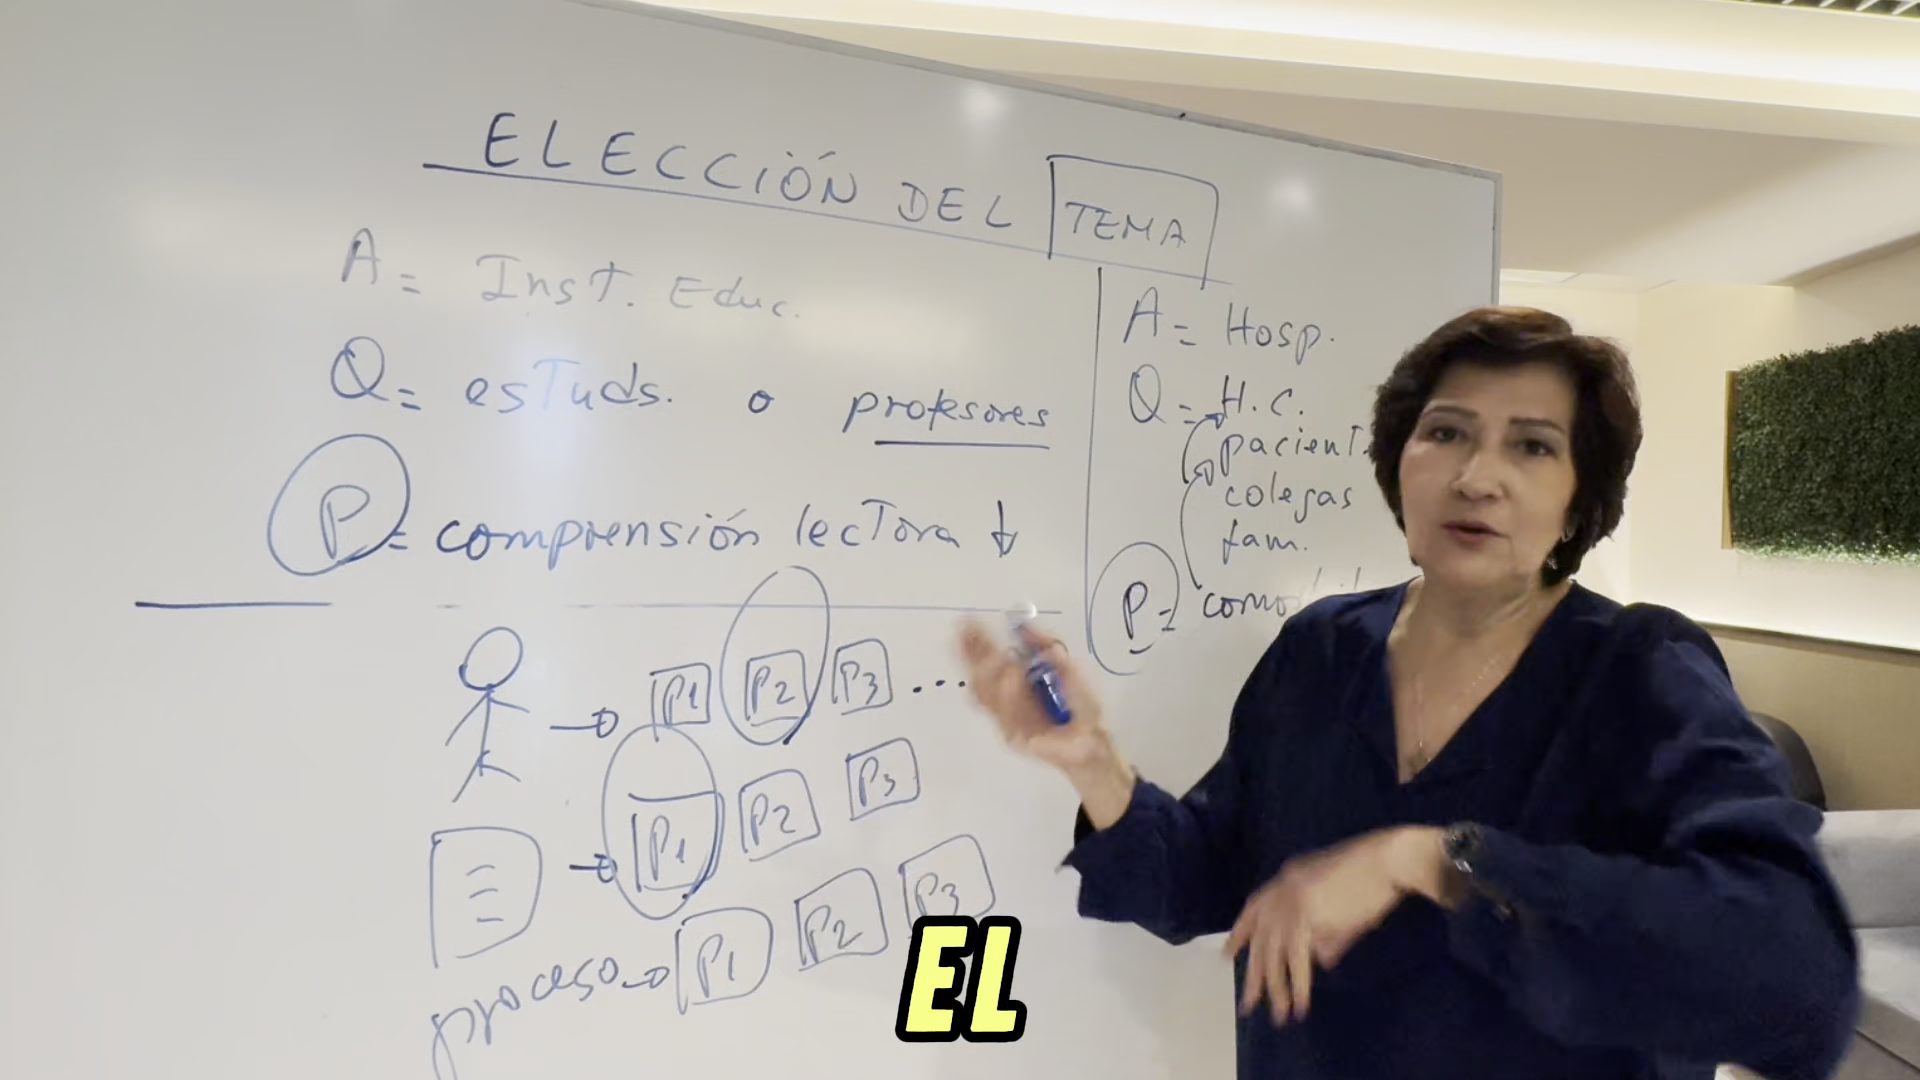 ELECCIÓN DEL TEMA
A = Inst. Educ.
Q = estuds. o profesores
P = comprensión lectora ↓
A = Hosp.
Q = H.C.
pacient
colegas
fam.
P =
→ P1 P2 P3 ...
→ P1 P2 P3
proceso → P1 P2 P3
EL